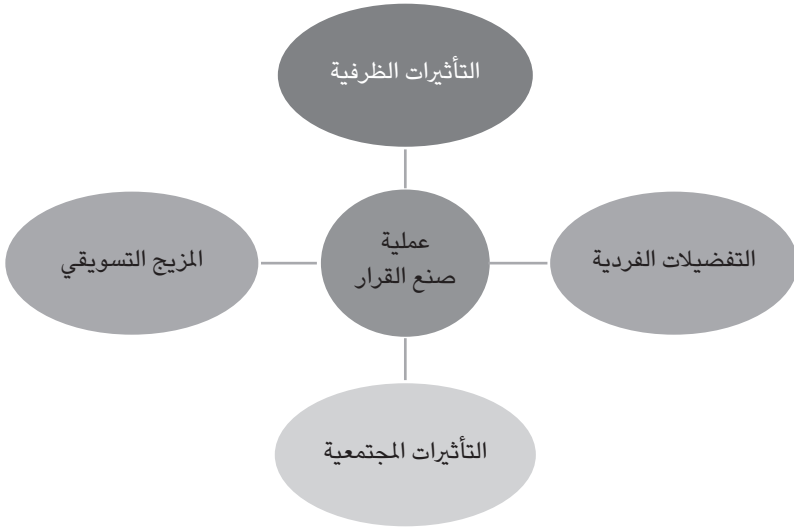 التأثيرات الظرفية
التفضيلات الفردية
عملية
صنع القرار
المزيج التسويقي
التأثيرات المجتمعية